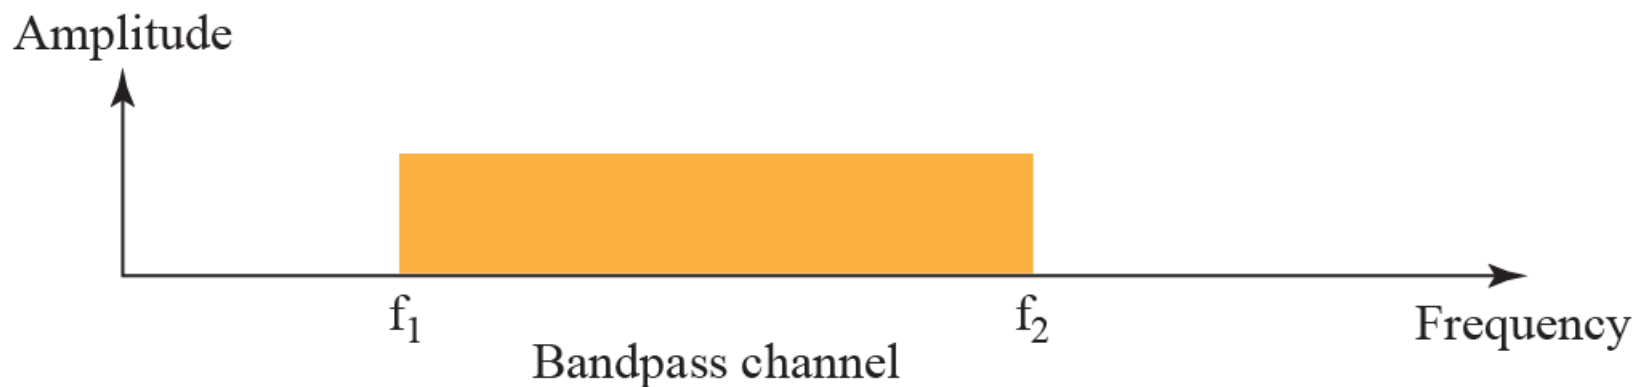 Amplitude
f₁
f₂
Frequency
Bandpass channel